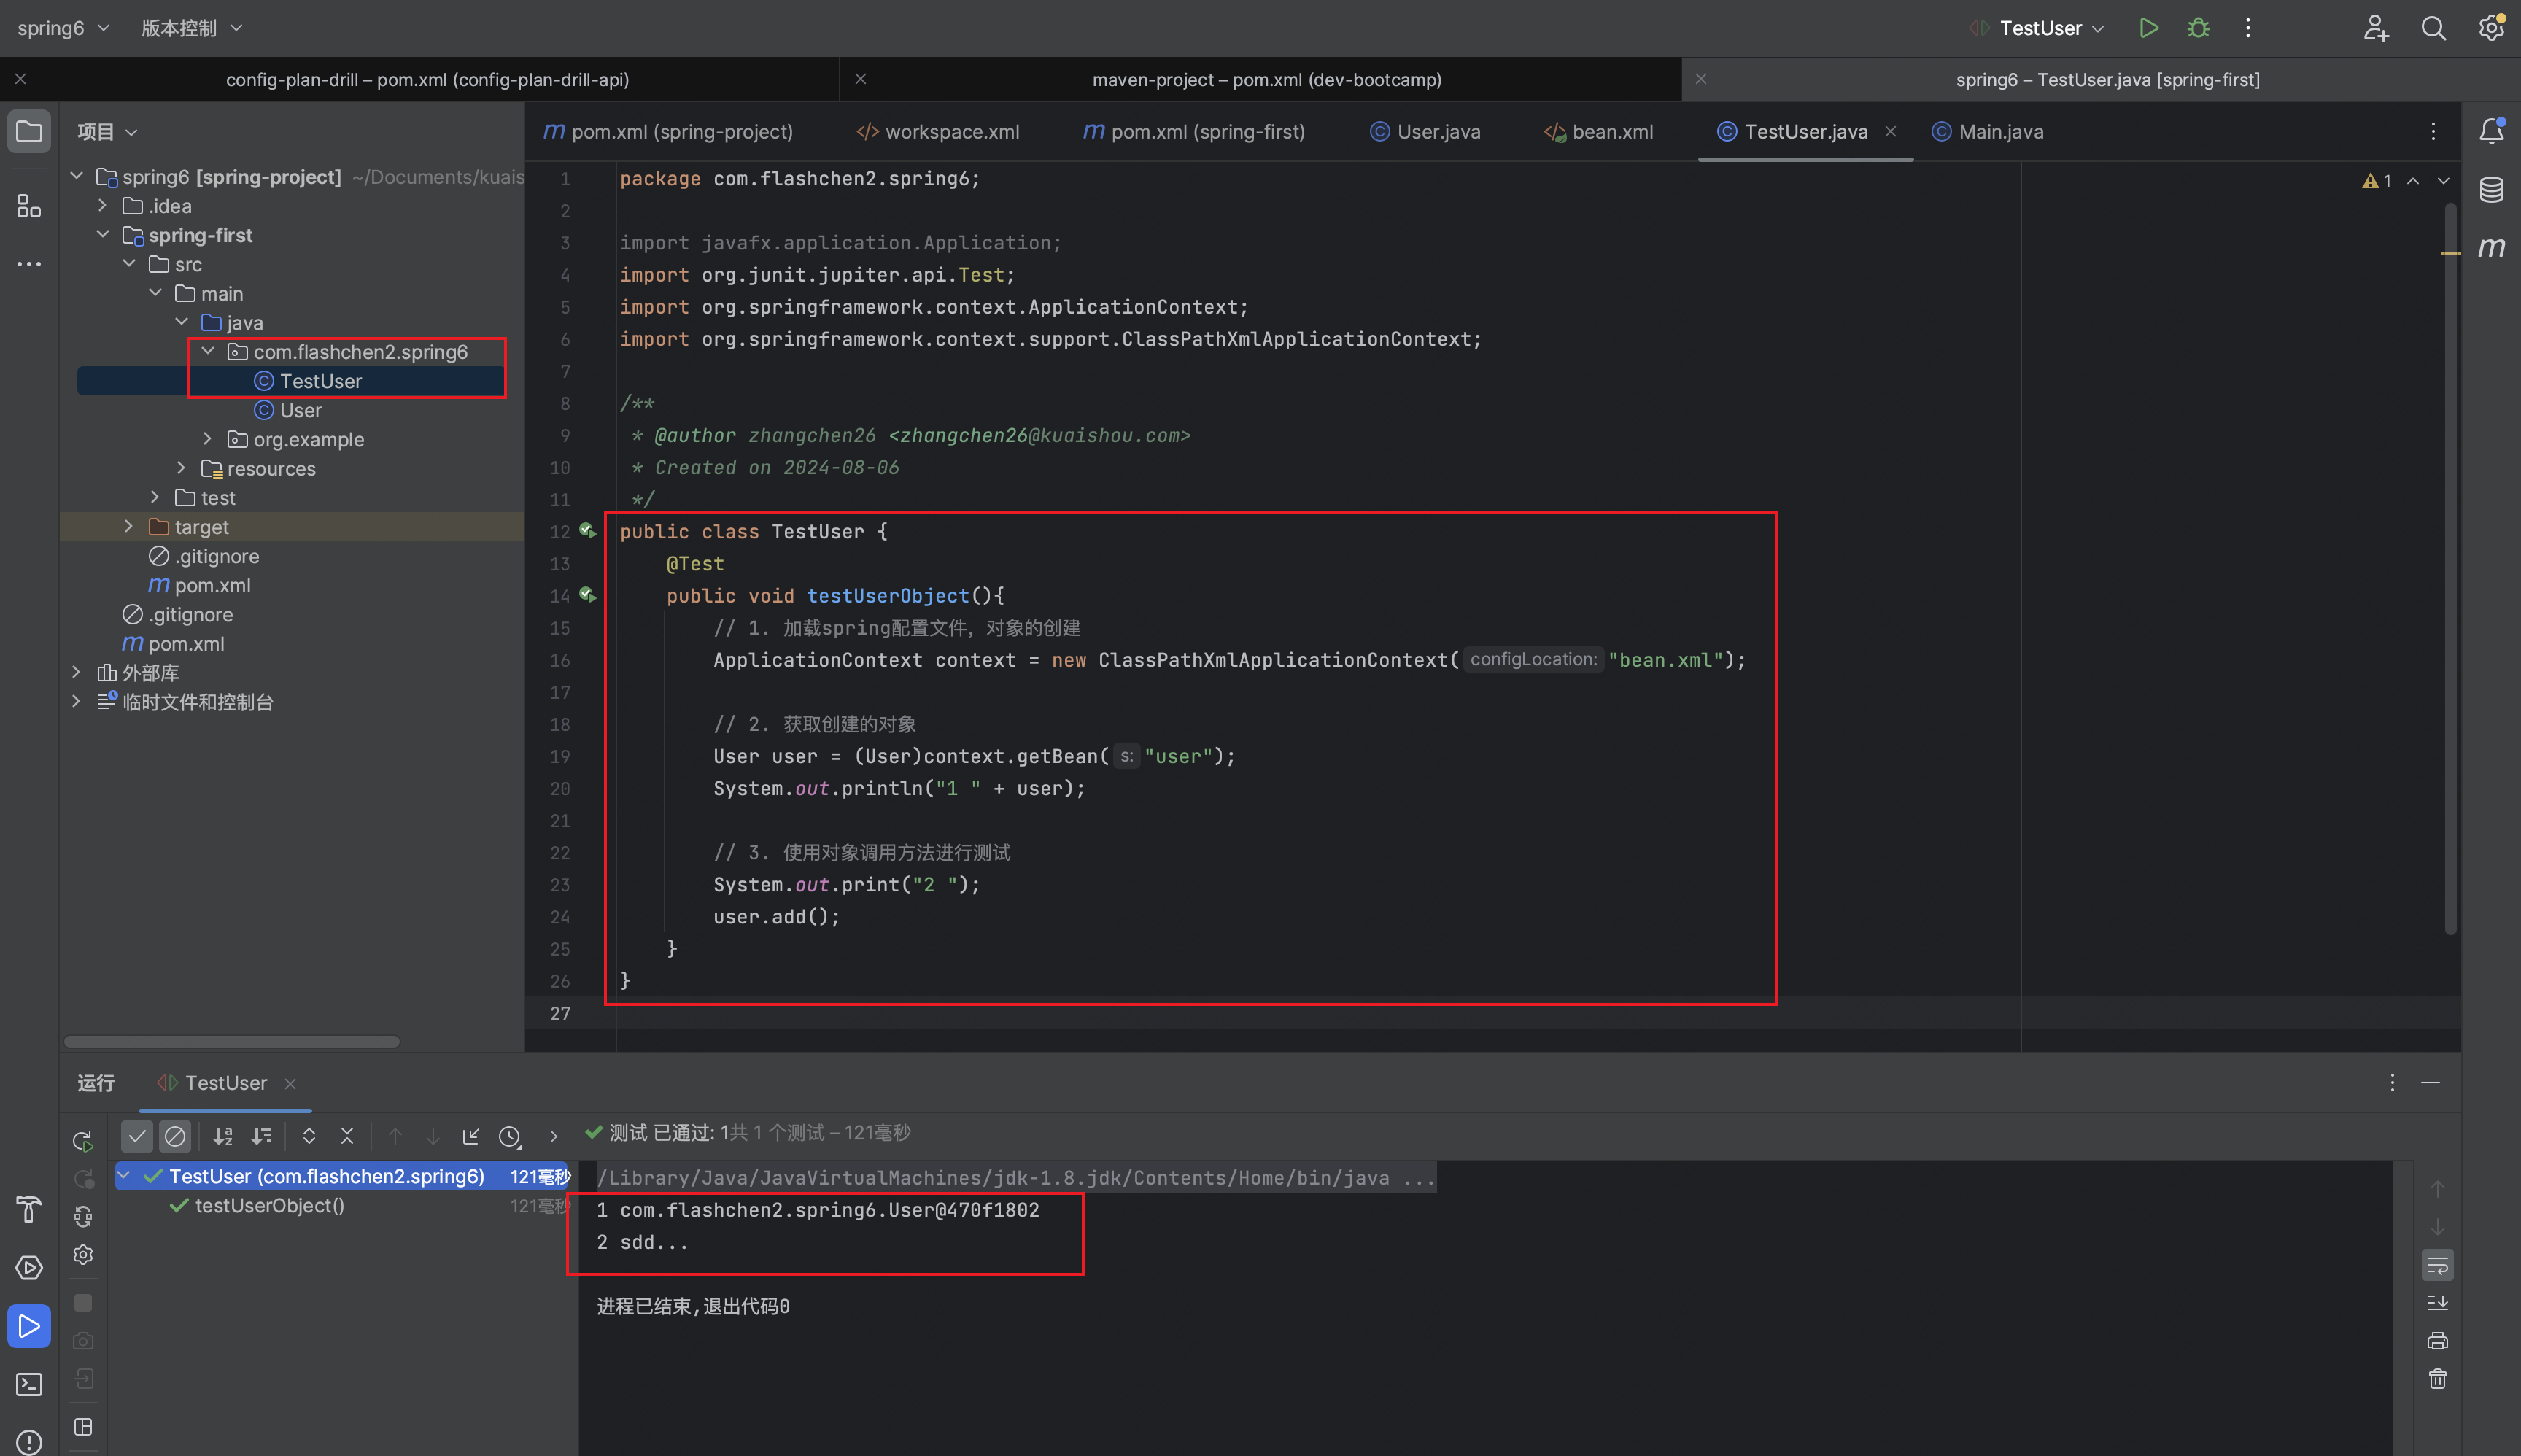 spring6 版本控制 TestUser
config-plan-drill – pom.xml (config-plan-drill-api) maven-project – pom.xml (dev-bootcamp) spring6 – TestUser.java [spring-first]
项目
spring6 [spring-project] ~/Documents/kuais
.idea
spring-first
src
main
java
com.flashchen2.spring6
TestUser
User
org.example
resources
test
target
.gitignore
pom.xml
.gitignore
pom.xml
外部库
临时文件和控制台
pom.xml (spring-project) workspace.xml pom.xml (spring-first) User.java bean.xml TestUser.java Main.java
1
1 package com.flashchen2.spring6;
2
3 import javafx.application.Application;
4 import org.junit.jupiter.api.Test;
5 import org.springframework.context.ApplicationContext;
6 import org.springframework.context.support.ClassPathXmlApplicationContext;
7
8 /**
9 * @author zhangchen26 <zhangchen26@kuaishou.com>
10 * Created on 2024-08-06
11 */
12 public class TestUser {
13 @Test
14 public void testUserObject(){
15 // 1. 加载spring配置文件，对象的创建
16 ApplicationContext context = new ClassPathXmlApplicationContext( configLocation: "bean.xml");
17
18 // 2. 获取创建的对象
19 User user = (User)context.getBean( s: "user");
20 System.out.println("1 " + user);
21
22 // 3. 使用对象调用方法进行测试
23 System.out.print("2 ");
24 user.add();
25 }
26 }
27
运行 TestUser
测试 已通过: 1共 1 个测试 – 121毫秒
TestUser (com.flashchen2.spring6) 121毫秒
testUserObject() 121毫秒
/Library/Java/JavaVirtualMachines/jdk-1.8.jdk/Contents/Home/bin/java ...
1 com.flashchen2.spring6.User@470f1802
2 sdd...
进程已结束,退出代码0